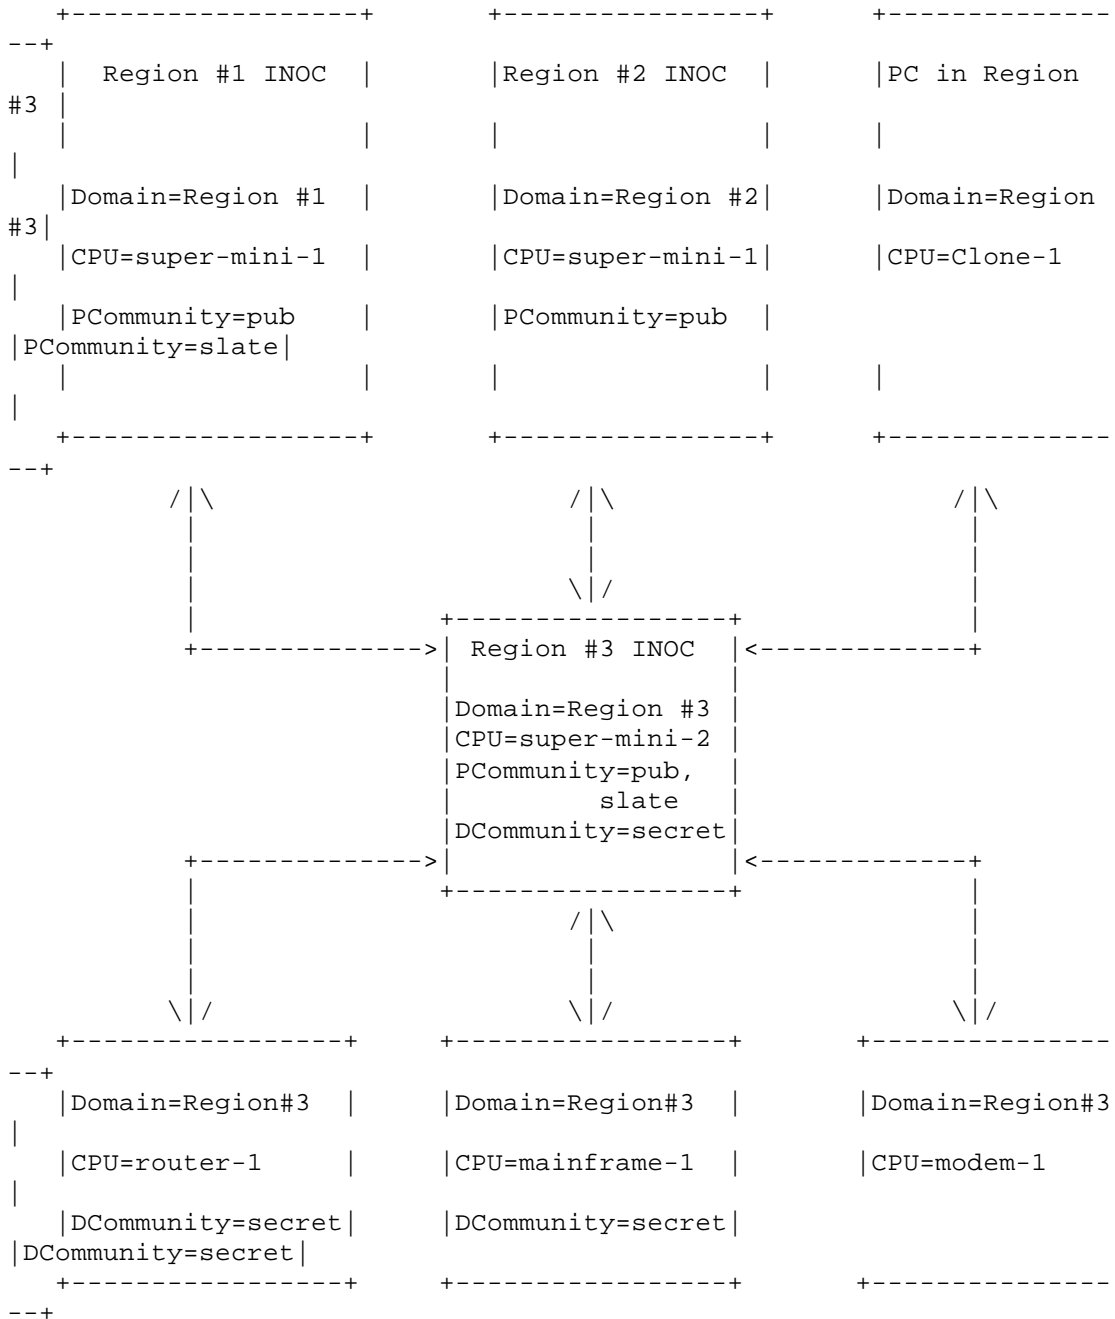 +------------------+      +----------------+     +--------------
--+
|  Region #1 INOC  |      |Region #2 INOC  |     |PC in Region
#3  |
|                  |      |                |     |
|
|Domain=Region #1  |      |Domain=Region #2|     |Domain=Region
#3|
|CPU=super-mini-1  |      |CPU=super-mini-1|     |CPU=Clone-1
|
|PCommunity=pub    |      |PCommunity=pub  |
|PCommunity=slate|
|                  |      |                |     |
|
+------------------+      +----------------+     +--------------
--+
/|\                   /|\                  /|\
|                     |                    |
|                     |                    |
|                    \|/                   |
|             +-----------------+          |
+------------>| Region #3 INOC  |<-------------+
|                 |
|Domain=Region #3 |
|CPU=super-mini-2 |
|PCommunity=pub,  |
|         slate   |
|DCommunity=secret|
+------------>|                 |<-------------+
|             +-----------------+          |
|                    /|\                   |
|                     |                    |
|                     |                    |
\|/                   \|/                  \|/
+-----------------+    +-----------------+      +---------------
--+
|Domain=Region#3  |    |Domain=Region#3  |      |Domain=Region#3
|
|CPU=router-1     |    |CPU=mainframe-1  |      |CPU=modem-1
|
|DCommunity=secret|    |DCommunity=secret|
|DCommunity=secret|
+-----------------+    +-----------------+      +---------------
--+